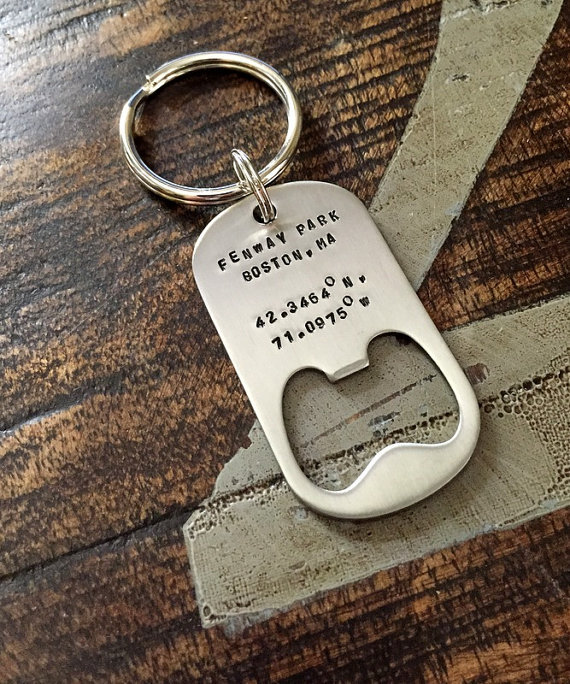 FENWAY PARK
BOSTON, MA
42.3464° N,
71.0975° W